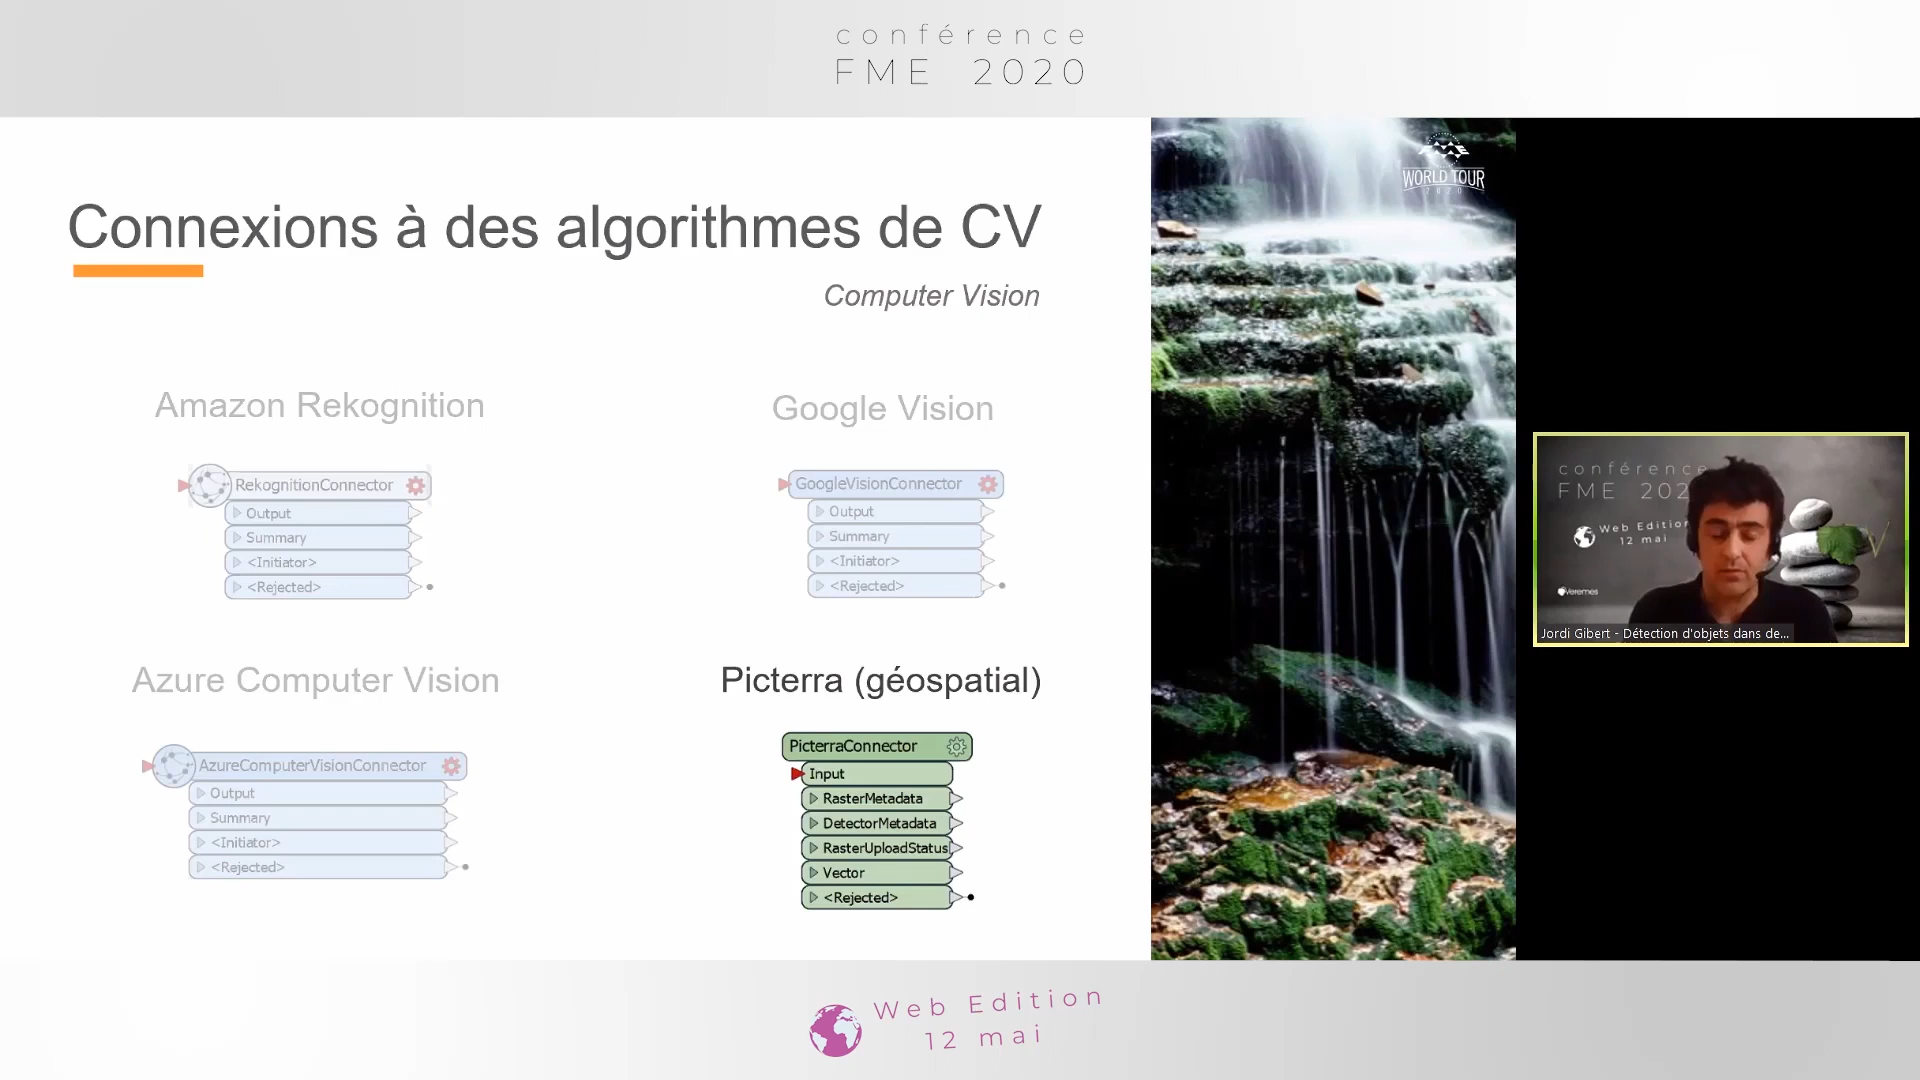 conférence
FME 2020
Connexions à des algorithmes de CV
Computer Vision
Amazon Rekognition
RekognitionConnector
Output
Summary
<Initiator>
<Rejected>
Google Vision
GoogleVisionConnector
Output
Summary
<Initiator>
<Rejected>
Azure Computer Vision
AzureComputerVisionConnector
Output
Summary
<Initiator>
<Rejected>
Picterra (géospatial)
PicterraConnector
Input
RasterMetadata
DetectorMetadata
RasterUploadStatus
Vector
<Rejected>
WORLD TOUR
2020
conférence
FME 202
Web Edition
12 mai
Veremes
Jordi Gibert - Détection d'objets dans de...
Web Edition
12 mai